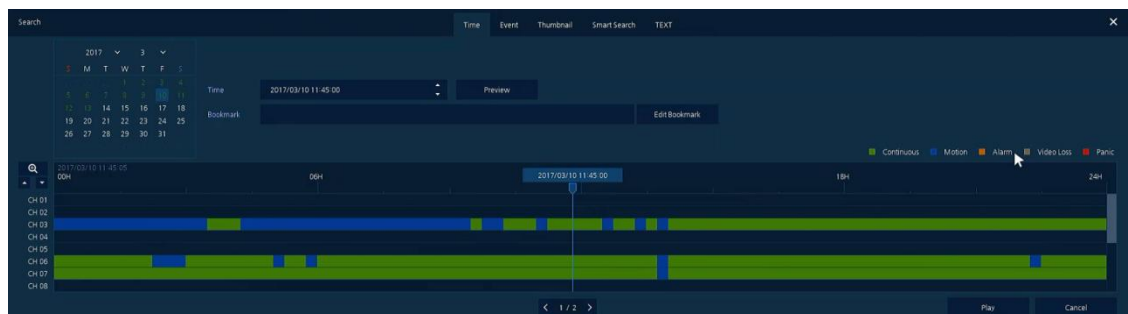 Search
Time Event Thumbnail Smart Search TEXT
2017 3
S M T W T F S
1 2 3 4
5 6 7 8 9 10 11
12 13 14 15 16 17 18
19 20 21 22 23 24 25
26 27 28 29 30 31
Time 2017/03/10 11:45:00 Preview
Bookmark Edit Bookmark
Continuous Motion Alarm Video Loss Panic
2017/03/10 11:45:05
00H 06H 2017/03/10 11:45:00 18H 24H
CH 01
CH 02
CH 03
CH 04
CH 05
CH 06
CH 07
CH 08
1 / 2
Play Cancel